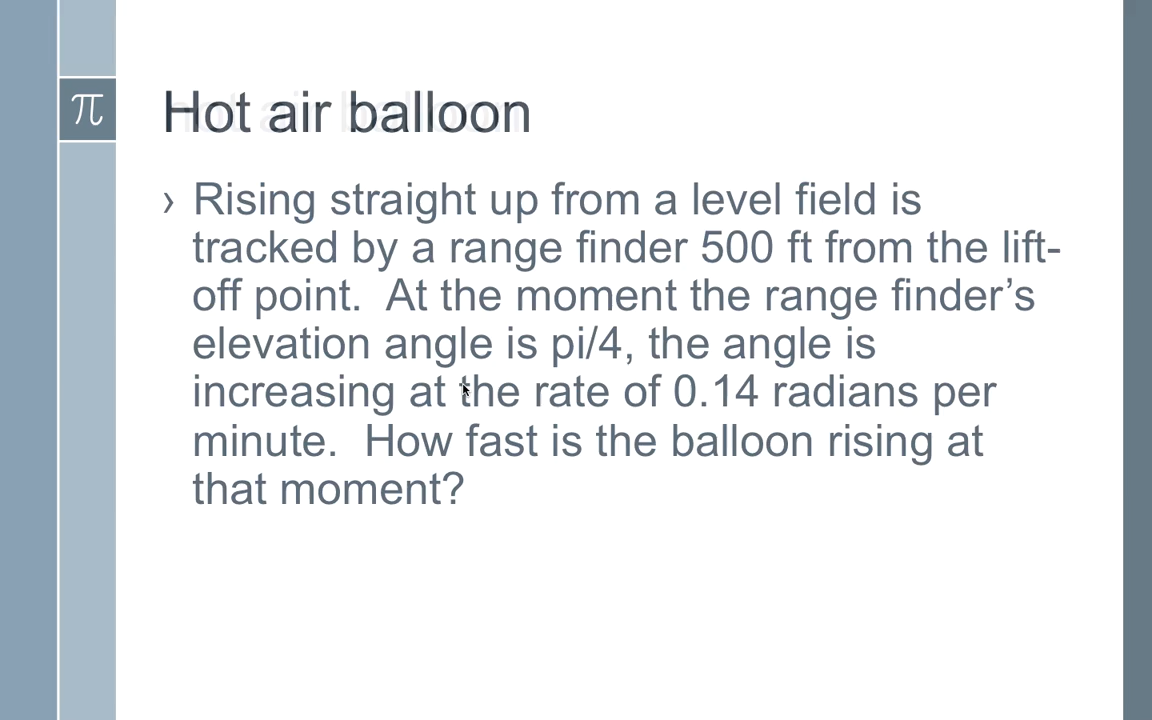 π
Hot air balloon
› Rising straight up from a level field is
tracked by a range finder 500 ft from the lift-
off point.  At the moment the range finder’s
elevation angle is pi/4, the angle is
increasing at the rate of 0.14 radians per
minute.  How fast is the balloon rising at
that moment?